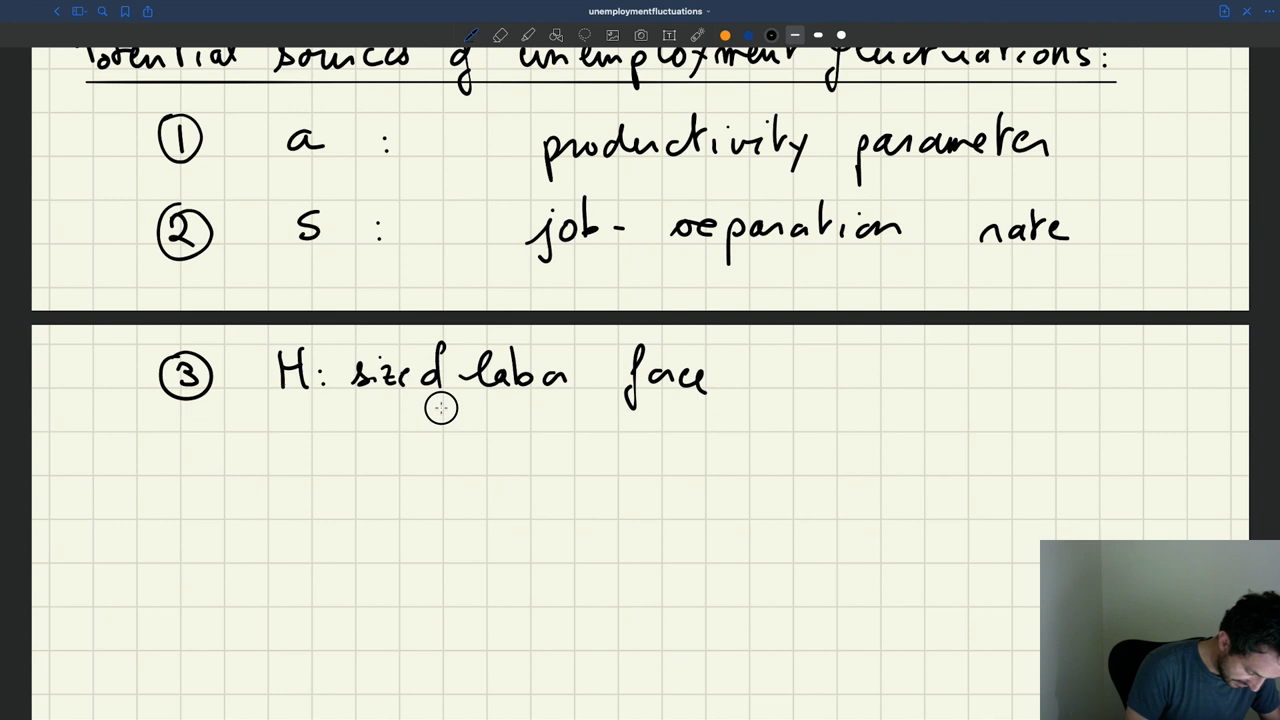 unemploymentfluctuations
Potential sources of unemployment fluctuations:
① a : productivity parameter
② s : job-separation rate
③ H: size of labor force